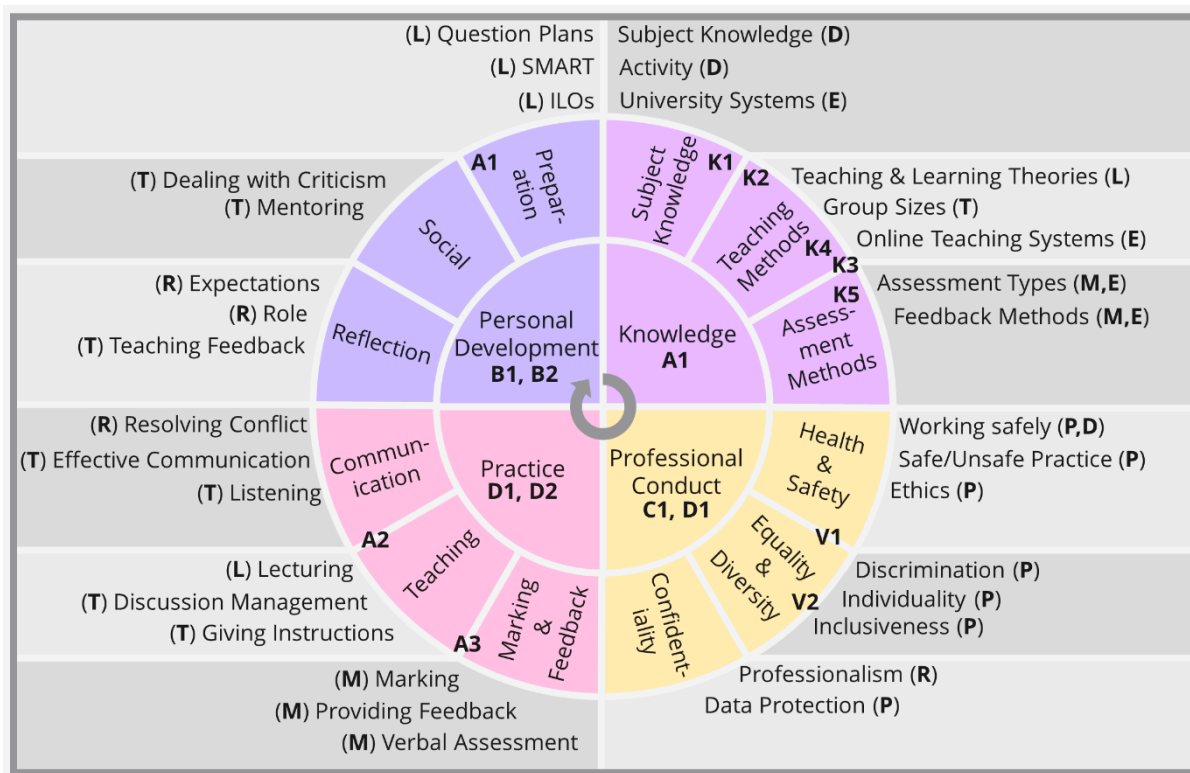 (L) Question Plans
(L) SMART
(L) ILOs
Subject Knowledge (D)
Activity (D)
University Systems (E)
(T) Dealing with Criticism
(T) Mentoring
Teaching & Learning Theories (L)
Group Sizes (T)
Online Teaching Systems (E)
(R) Expectations
(R) Role
(T) Teaching Feedback
Assessment Types (M,E)
Feedback Methods (M,E)
A1
Prepar-
ation
Social
Reflection
Personal
Development
B1, B2
Subject
Knowledge
K1
K2
Teaching
Methods
K4
K3
K5
Assess-
ment
Methods
Knowledge
A1
(R) Resolving Conflict
(T) Effective Communication
(T) Listening
Commun-
ication
A2
Teaching
A3
Marking
&
Feedback
Practice
D1, D2
Professional
Conduct
C1, D1
Health
&
Safety
V1
Equality
&
Diversity
V2
Confident-
iality
Working safely (P,D)
Safe/Unsafe Practice (P)
Ethics (P)
(L) Lecturing
(T) Discussion Management
(T) Giving Instructions
Discrimination (P)
Individuality (P)
Inclusiveness (P)
(M) Marking
(M) Providing Feedback
(M) Verbal Assessment
Professionalism (R)
Data Protection (P)